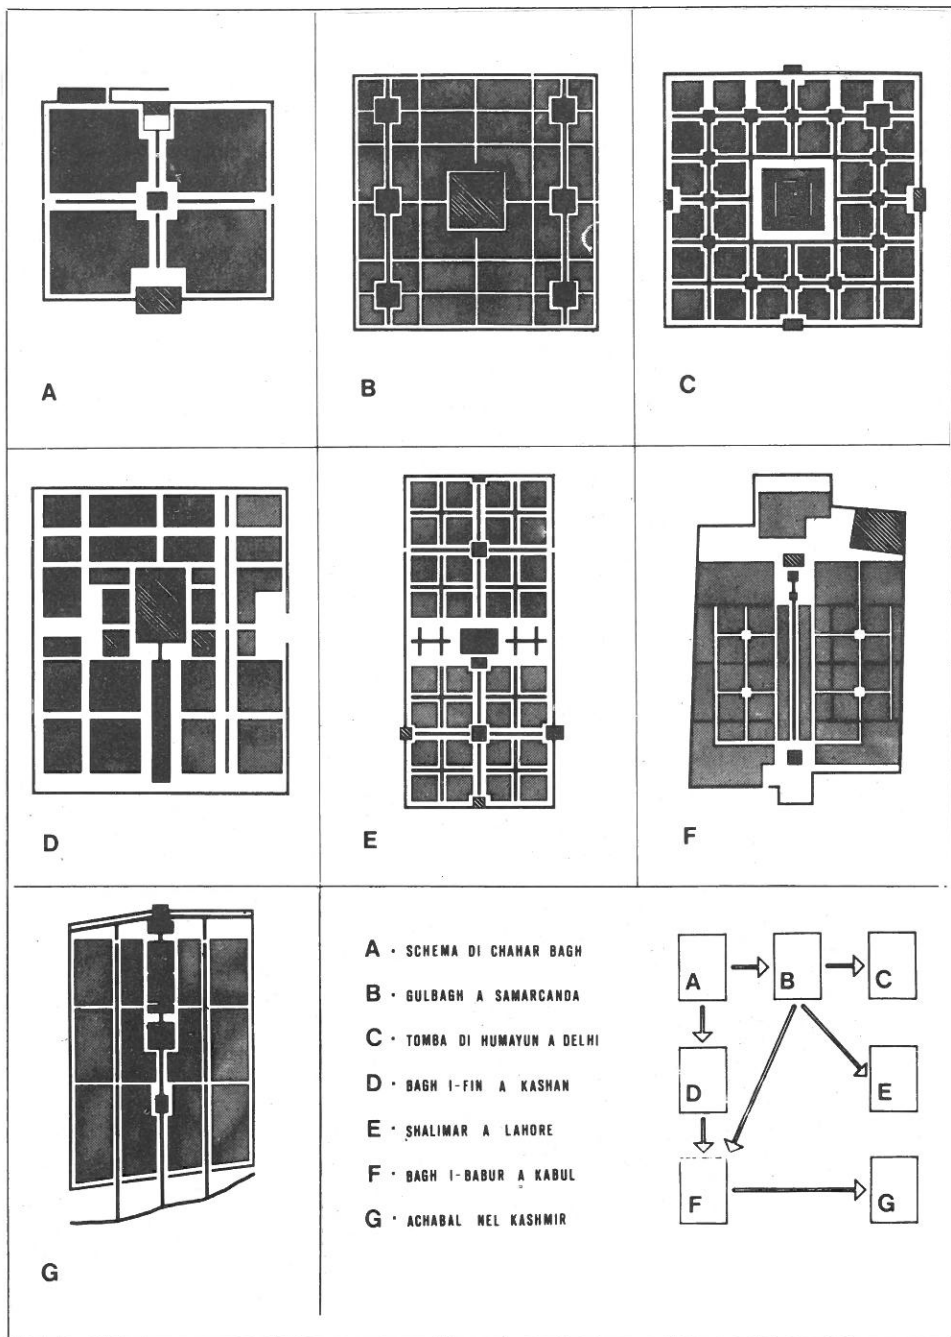 A
B
C
D
E
F
G
A · SCHEMA DI CHAHAR BAGH
B · GULBAGH A SAMARCANDA
C · TOMBA DI HUMAYUN A DELHI
D · BAGH I-FIN A KASHAN
E · SHALIMAR A LAHORE
F · BAGH I-BABUR A KABUL
G · ACHABAL NEL KASHMIR
A B C
D E
F G